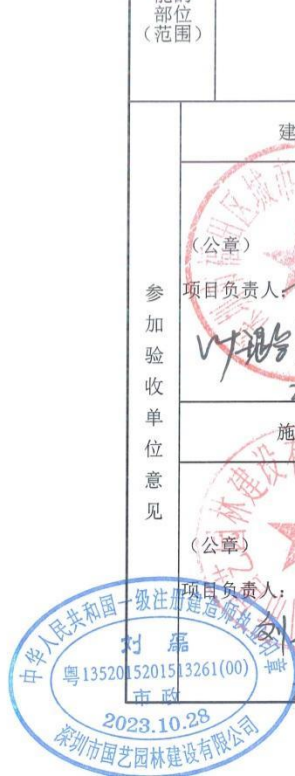 部位
（范围）
建
参加验收单位意见
（公章）
项目负责人：
施
（公章）
项目负责人：
中华人民共和国一级注册建造师执业印章
刘磊
粤1352015201513261(00)
市政
2023.10.28
深圳市国艺园林建设有限公司